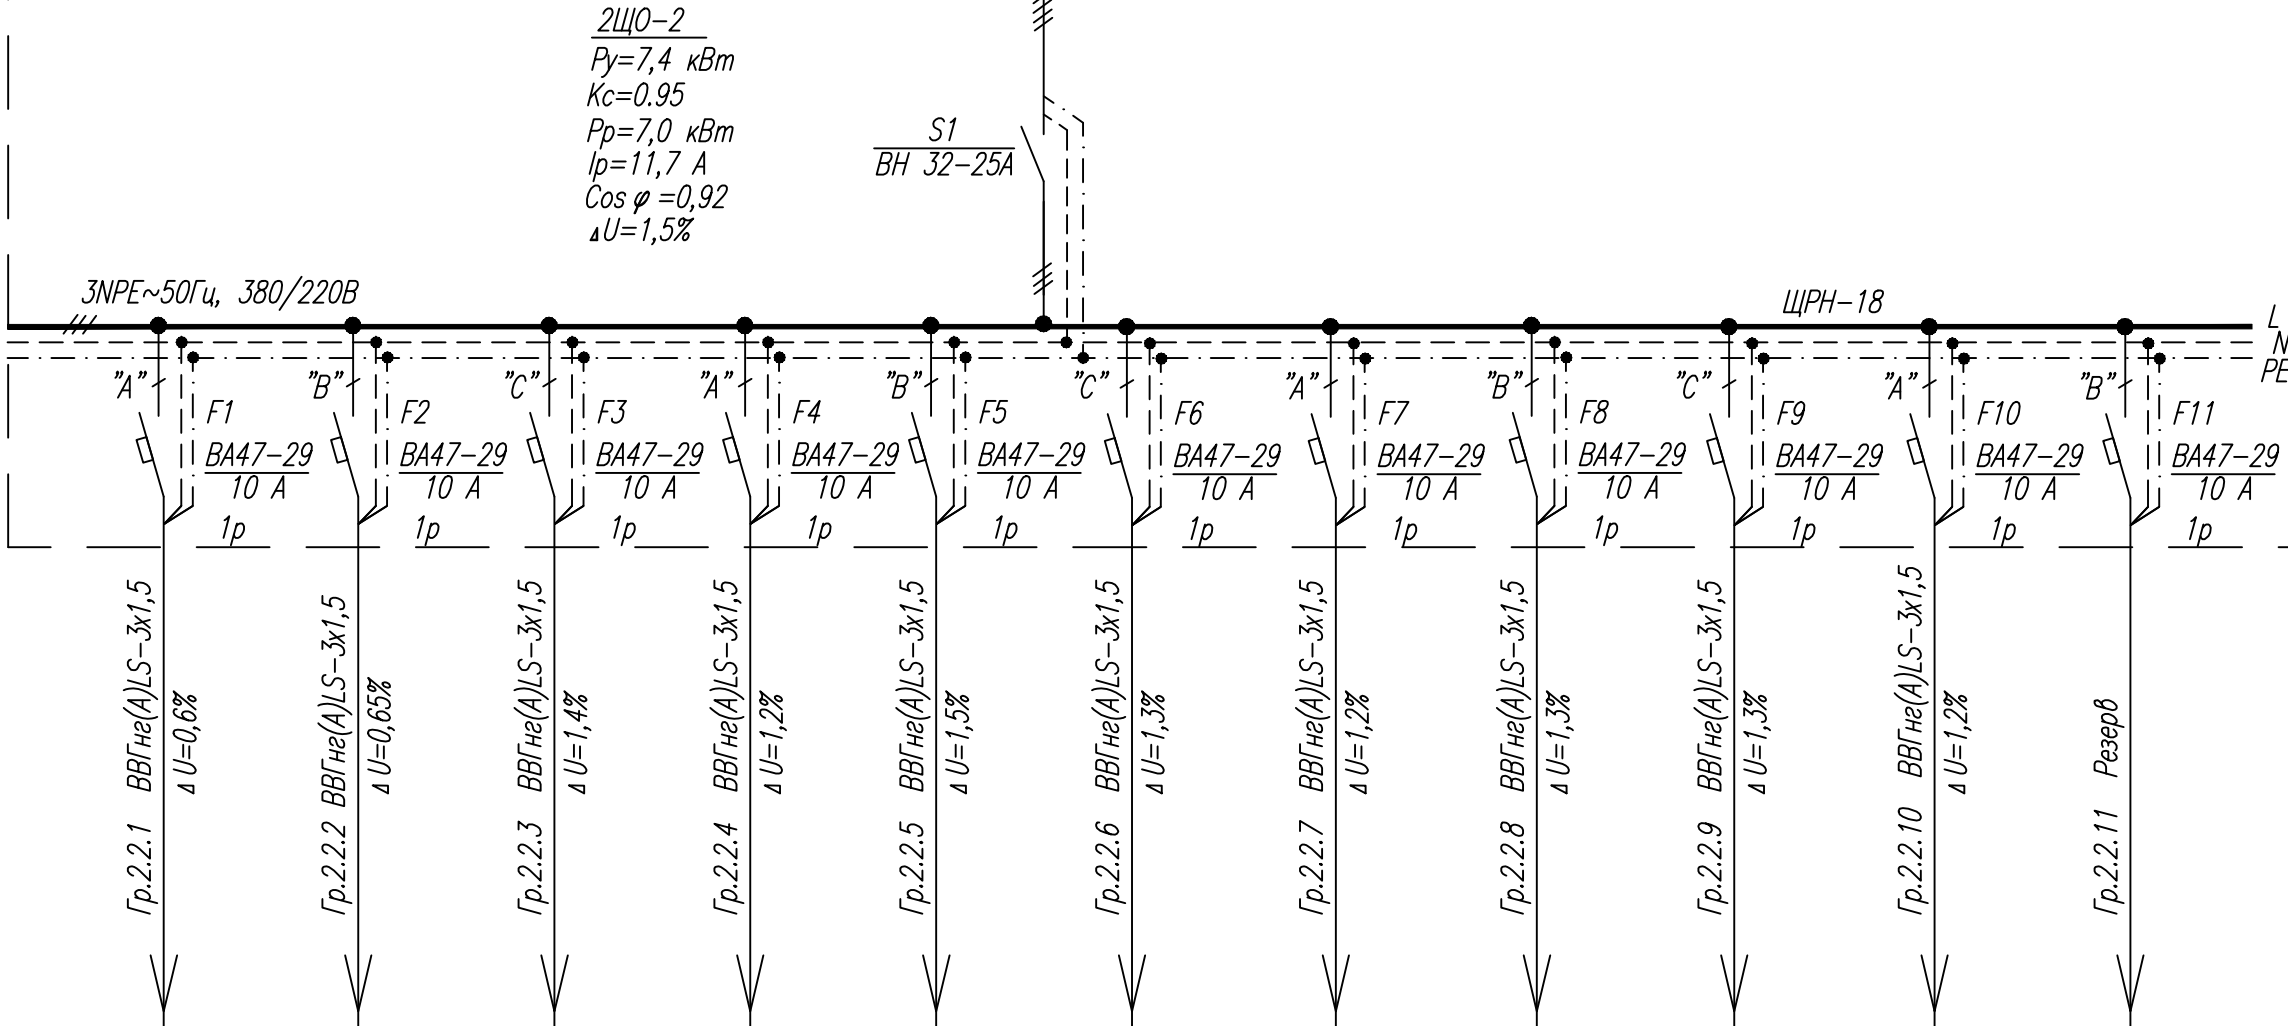 2ЩО-2
Ру=7,4 кВт
Кс=0.95
Рр=7,0 кВт
Iр=11,7 А
Cos φ =0,92
ΔU=1,5%
S1
ВН 32-25А
3NPE~50Гц, 380/220В
ЩРН-18
L
N
PE
"А"
"В"
"С"
"А"
"В"
"С"
"А"
"В"
"С"
"А"
"В"
F1
ВА47-29
10 А
1р
F2
ВА47-29
10 А
1р
F3
ВА47-29
10 А
1р
F4
ВА47-29
10 А
1р
F5
ВА47-29
10 А
1р
F6
ВА47-29
10 А
1р
F7
ВА47-29
10 А
1р
F8
ВА47-29
10 А
1р
F9
ВА47-29
10 А
1р
F10
ВА47-29
10 А
1р
F11
ВА47-29
10 А
1р
Гр.2.2.1 ВВГнг(А)LS-3х1,5
Δ U=0,6%
Гр.2.2.2 ВВГнг(А)LS-3х1,5
Δ U=0,65%
Гр.2.2.3 ВВГнг(А)LS-3х1,5
Δ U=1,4%
Гр.2.2.4 ВВГнг(А)LS-3х1,5
Δ U=1,2%
Гр.2.2.5 ВВГнг(А)LS-3х1,5
Δ U=1,5%
Гр.2.2.6 ВВГнг(А)LS-3х1,5
Δ U=1,3%
Гр.2.2.7 ВВГнг(А)LS-3х1,5
Δ U=1,2%
Гр.2.2.8 ВВГнг(А)LS-3х1,5
Δ U=1,3%
Гр.2.2.9 ВВГнг(А)LS-3х1,5
Δ U=1,3%
Гр.2.2.10 ВВГнг(А)LS-3х1,5
Δ U=1,2%
Гр.2.2.11 Резерв